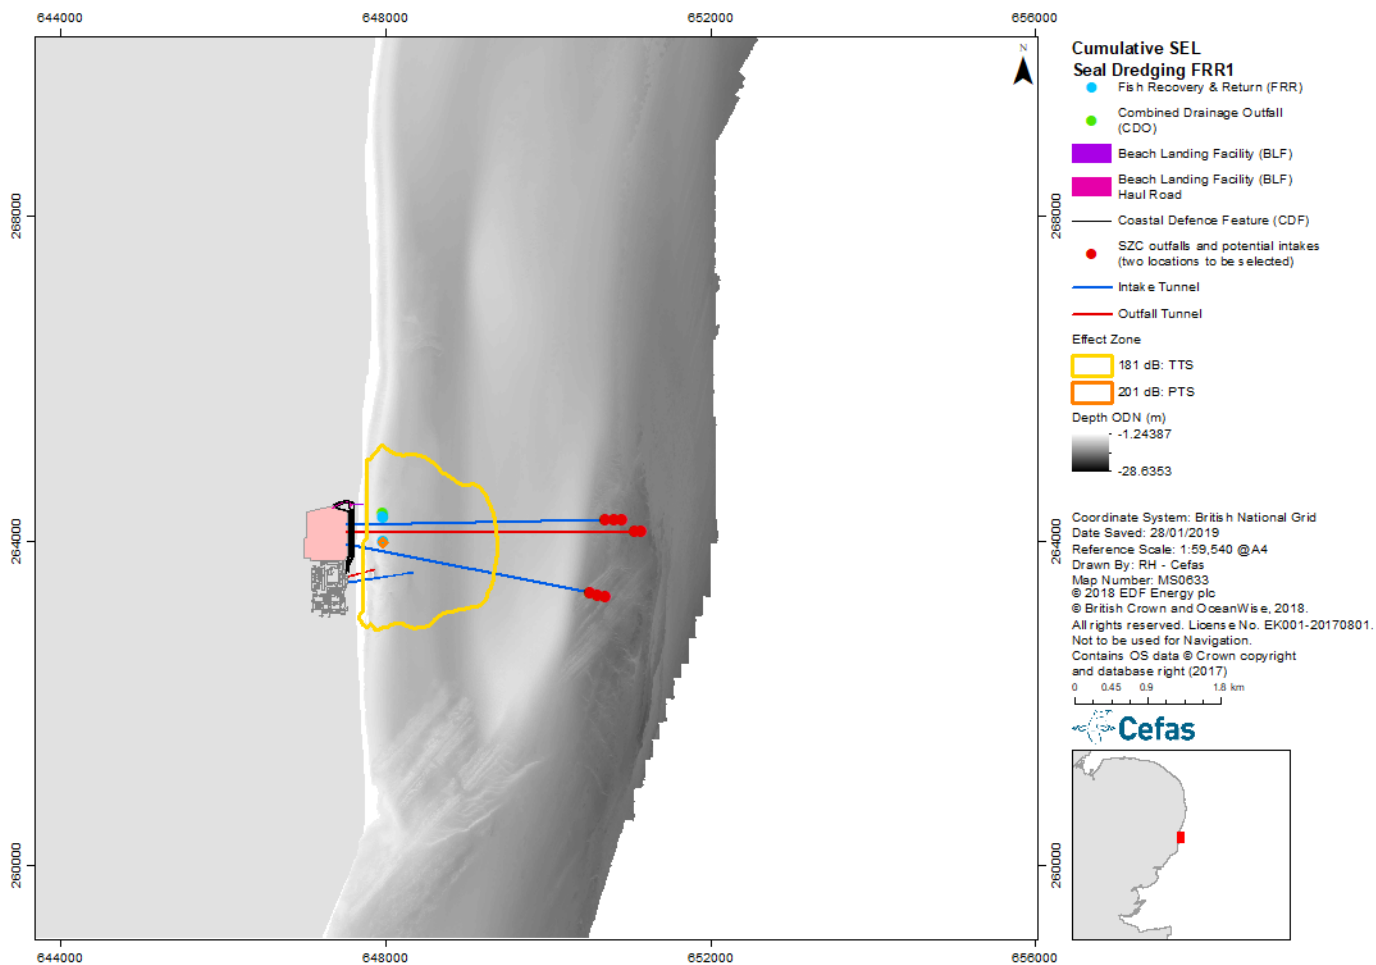 644000
648000
652000
656000
268000
264000
260000
268000
264000
260000
644000
648000
652000
656000
N
Cumulative SEL
Seal Dredging FRR1
Fish Recovery & Return (FRR)
Combined Drainage Outfall
(CDO)
Beach Landing Facility (BLF)
Beach Landing Facility (BLF)
Haul Road
Coastal Defence Feature (CDF)
SZC outfalls and potential intakes
(two locations to be selected)
Intake Tunnel
Outfall Tunnel
Effect Zone
181 dB: TTS
201 dB: PTS
Depth ODN (m)
-1.24387
-28.6353
Coordinate System: British National Grid
Date Saved: 28/01/2019
Reference Scale: 1:59,540 @A4
Drawn By: RH - Cefas
Map Number: MS0633
© 2018 EDF Energy plc
© British Crown and OceanWise, 2018.
All rights reserved. License No. EK001-20170801.
Not to be used for Navigation.
Contains OS data © Crown copyright
and database right (2017)
0 0.45 0.9 1.8 km
Cefas